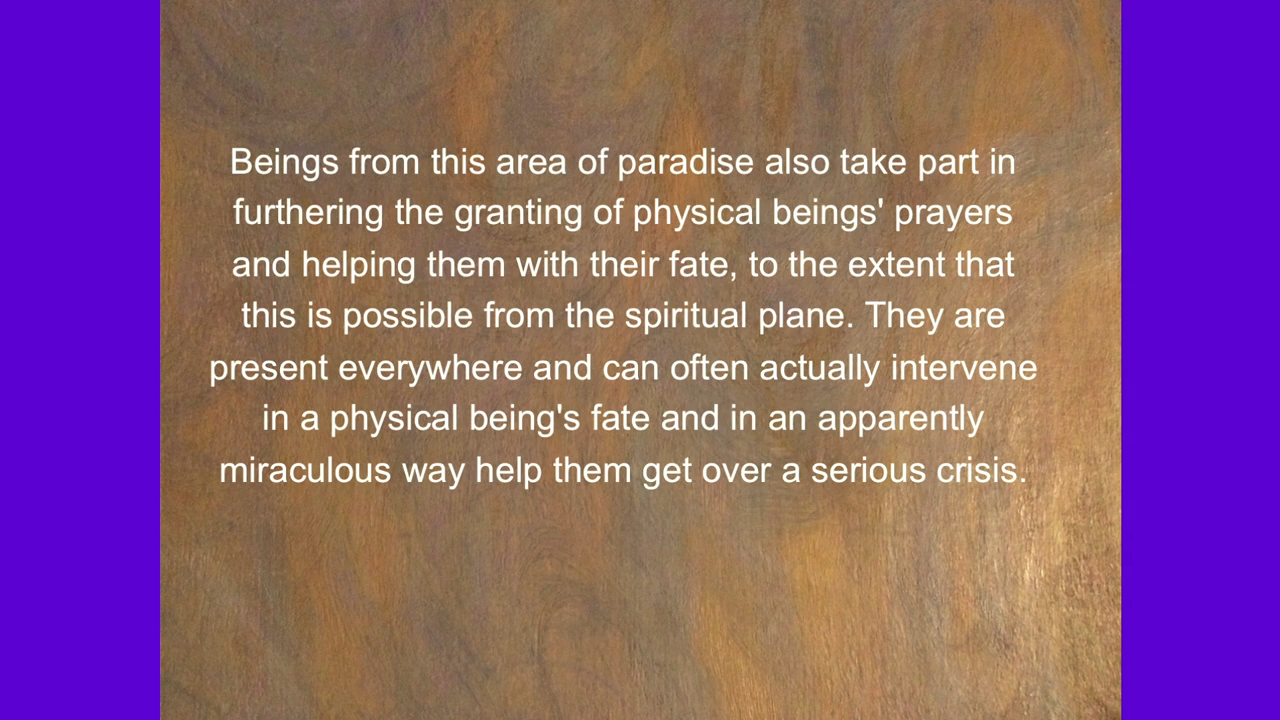 Beings from this area of paradise also take part in
furthering the granting of physical beings' prayers
and helping them with their fate, to the extent that
this is possible from the spiritual plane. They are
present everywhere and can often actually intervene
in a physical being's fate and in an apparently
miraculous way help them get over a serious crisis.